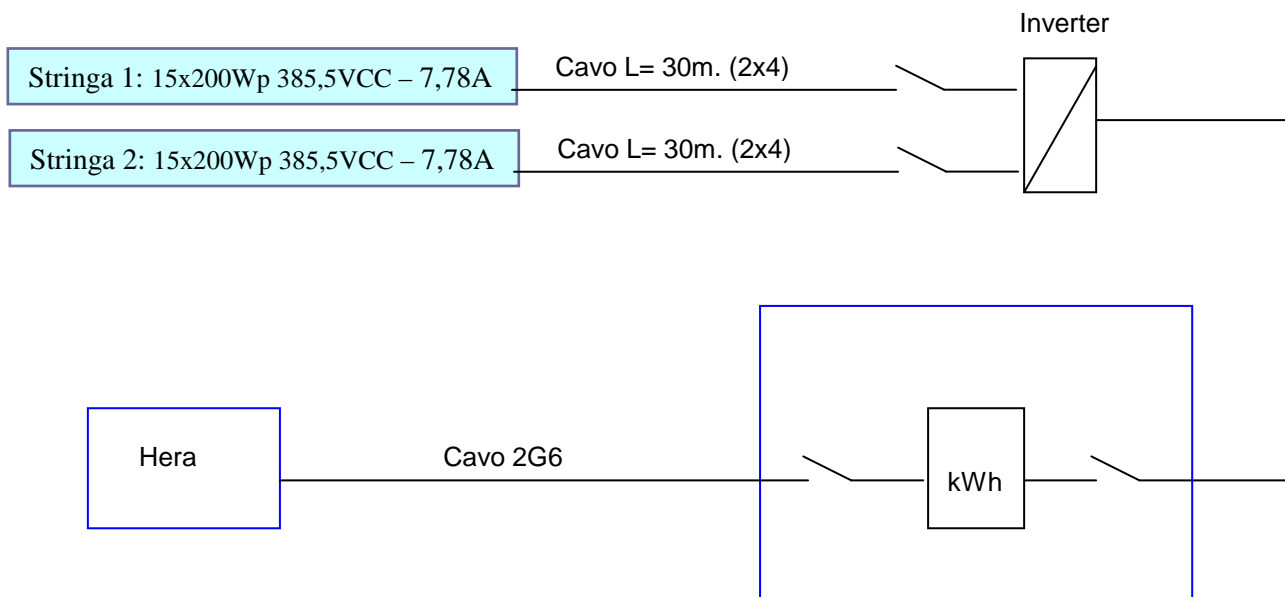 Inverter
Stringa 1: 15x200Wp 385,5VCC – 7,78A
Cavo L= 30m. (2x4)
Stringa 2: 15x200Wp 385,5VCC – 7,78A
Cavo L= 30m. (2x4)
Hera
Cavo 2G6
kWh